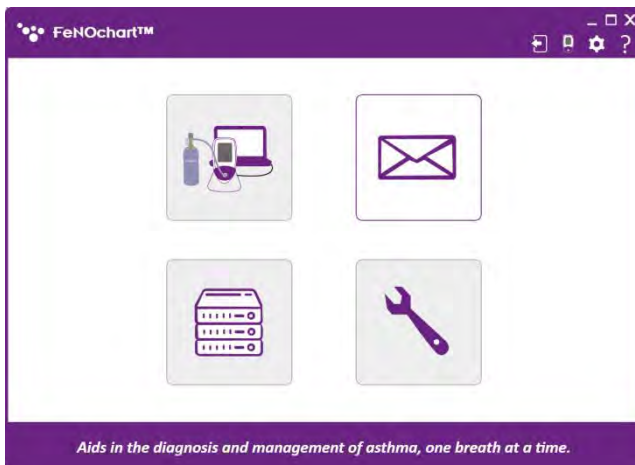 FeNOchart™
Aids in the diagnosis and management of asthma, one breath at a time.